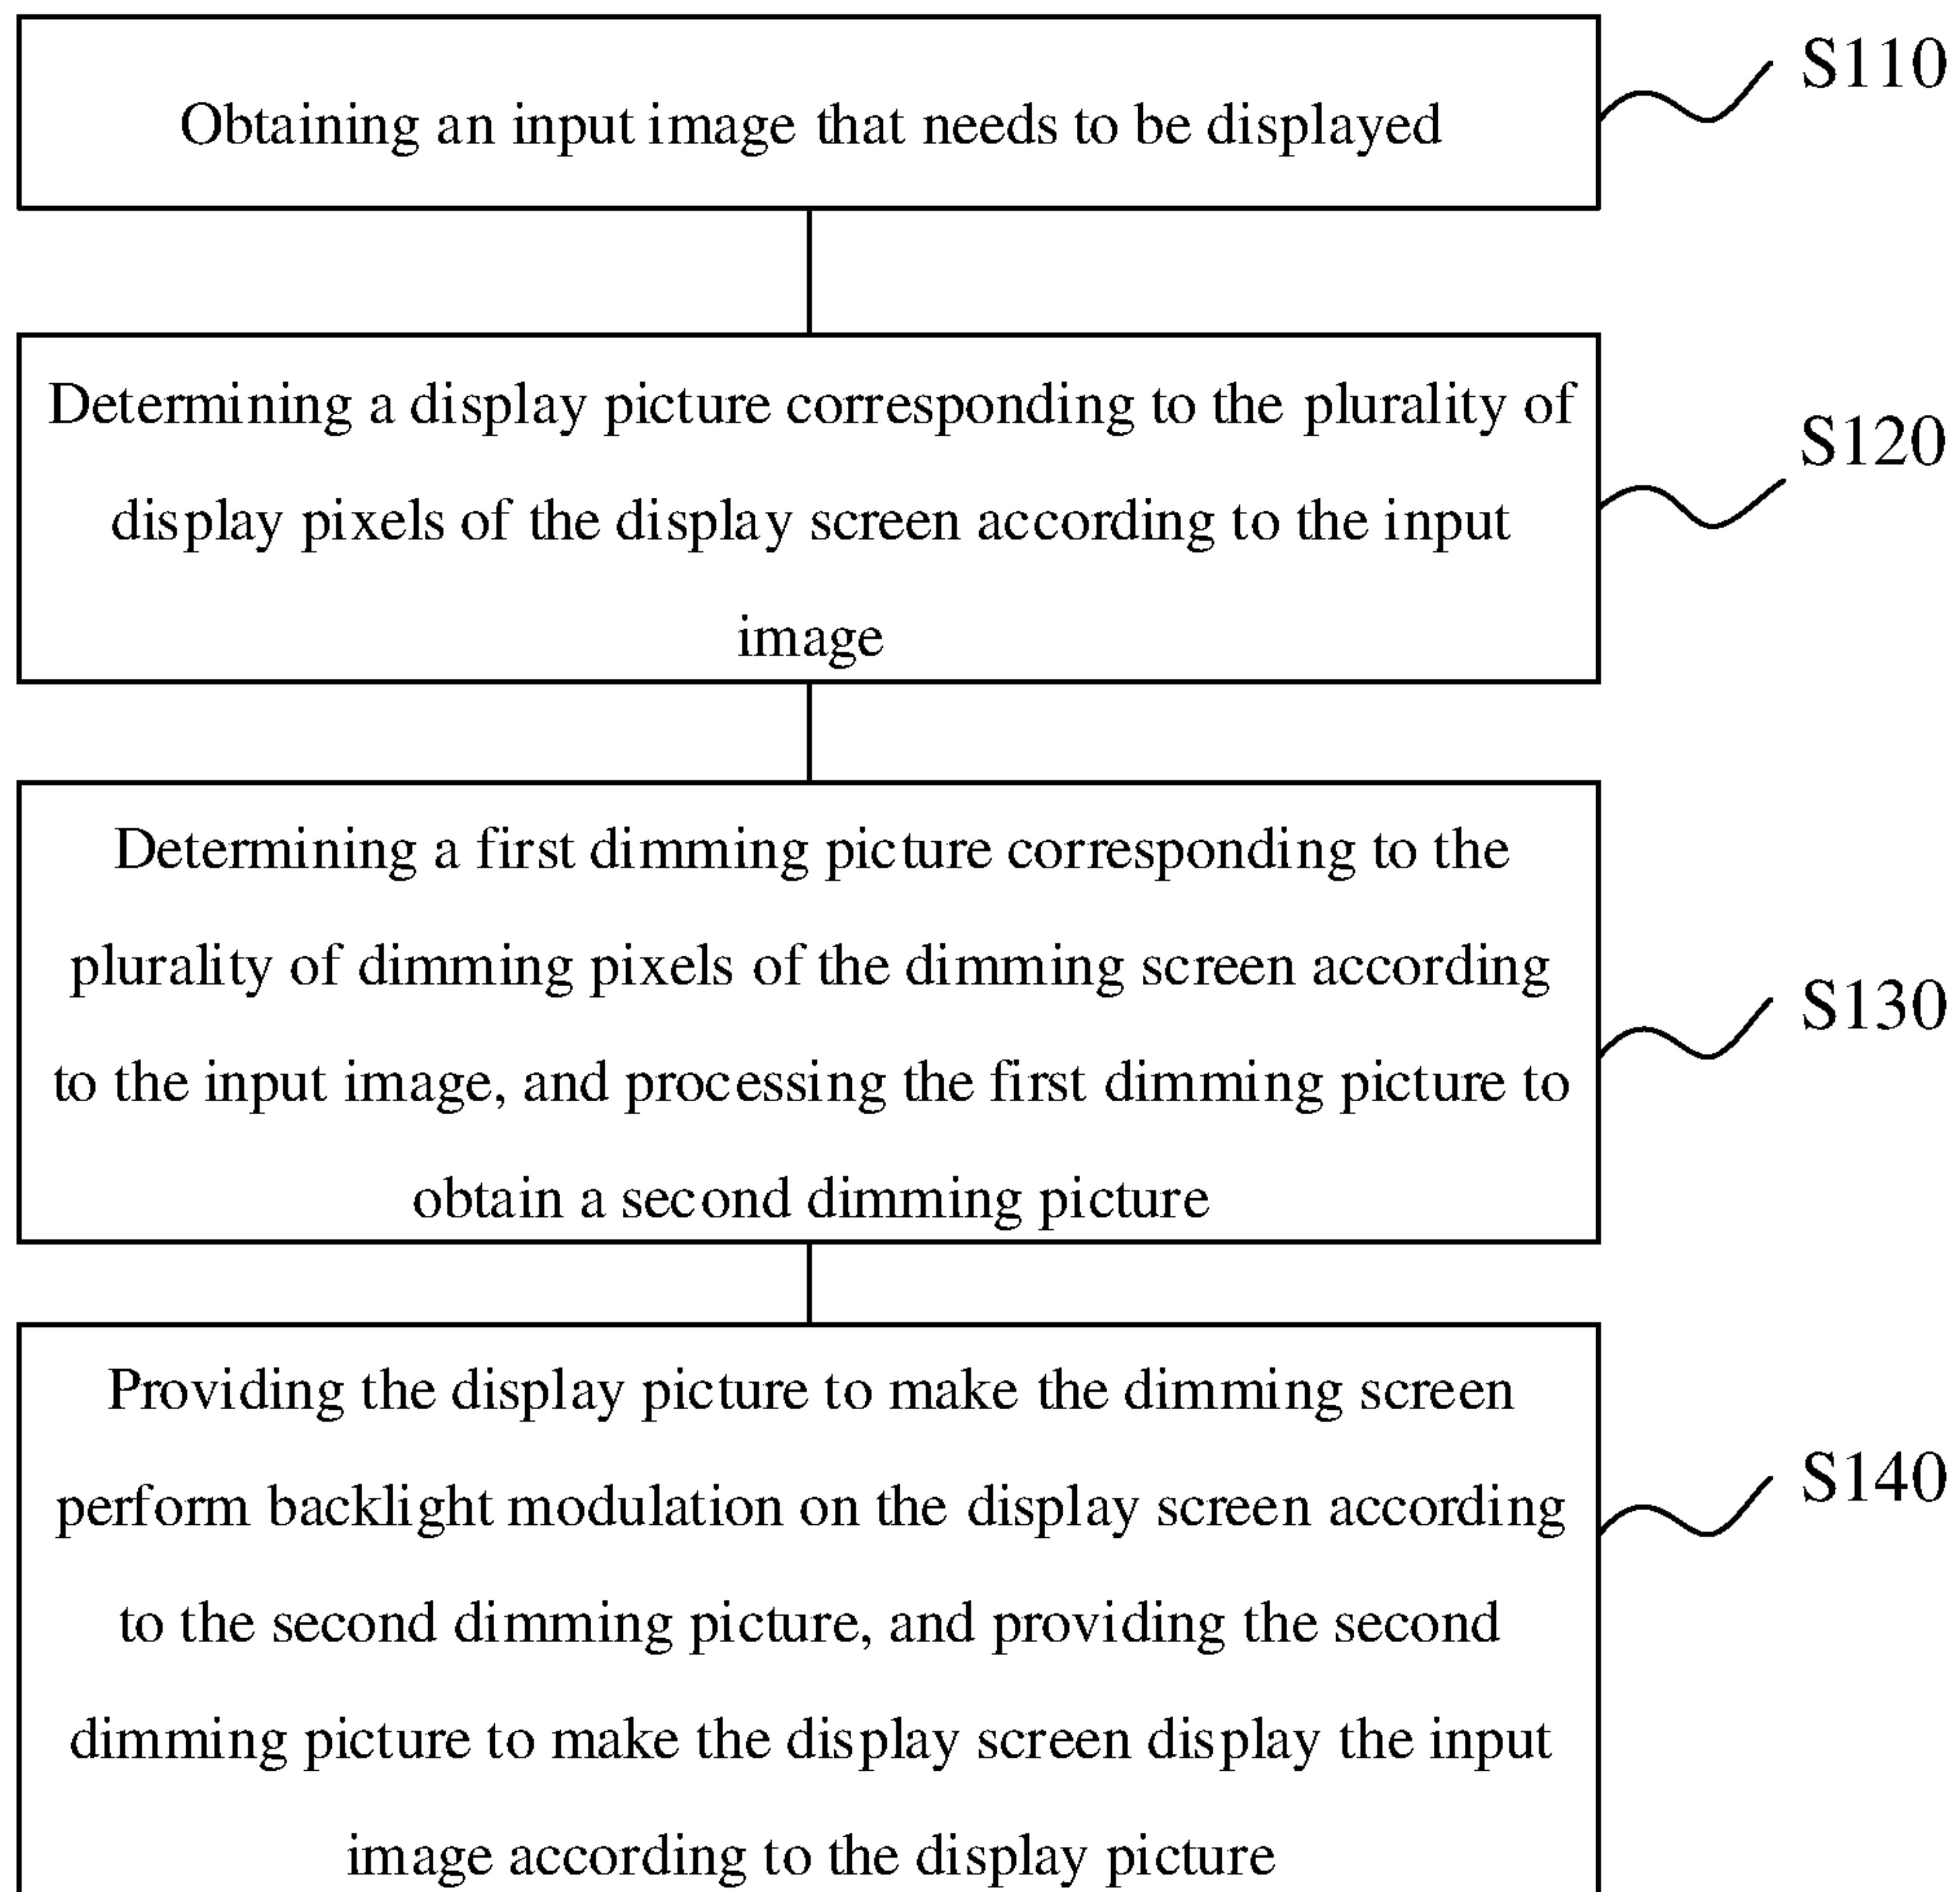 Obtaining an input image that needs to be displayed
S110
Determining a display picture corresponding to the plurality of
display pixels of the display screen according to the input
image
S120
Determining a first dimming picture corresponding to the
plurality of dimming pixels of the dimming screen according
to the input image, and processing the first dimming picture to
obtain a second dimming picture
S130
Providing the display picture to make the dimming screen
perform backlight modulation on the display screen according
to the second dimming picture, and providing the second
dimming picture to make the display screen display the input
image according to the display picture
S140